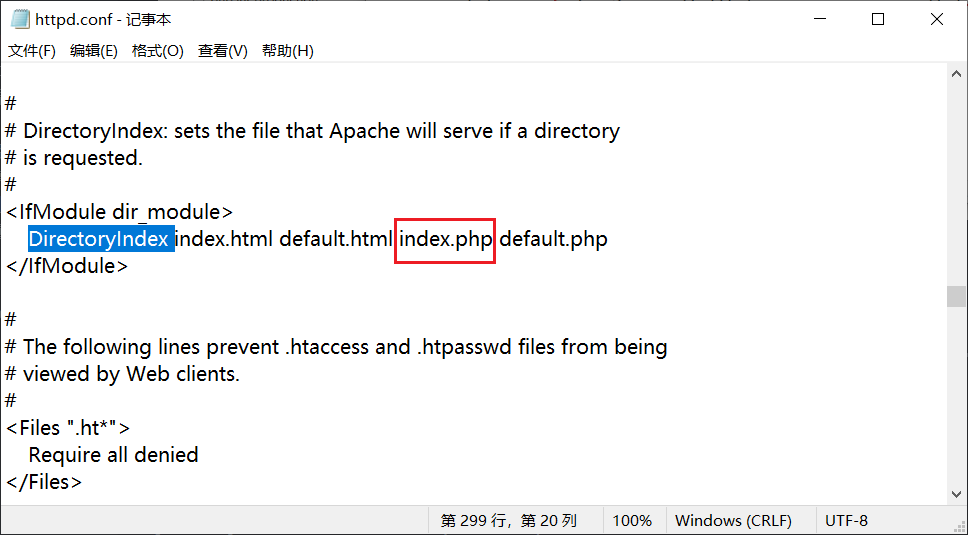 httpd.conf - 记事本
文件(F) 编辑(E) 格式(O) 查看(V) 帮助(H)
#
# DirectoryIndex: sets the file that Apache will serve if a directory
# is requested.
#
<IfModule dir_module>
    DirectoryIndex index.html default.html index.php default.php
</IfModule>
#
# The following lines prevent .htaccess and .htpasswd files from being
# viewed by Web clients.
#
<Files ".ht*">
    Require all denied
</Files>
第 299 行，第 20 列 100% Windows (CRLF) UTF-8